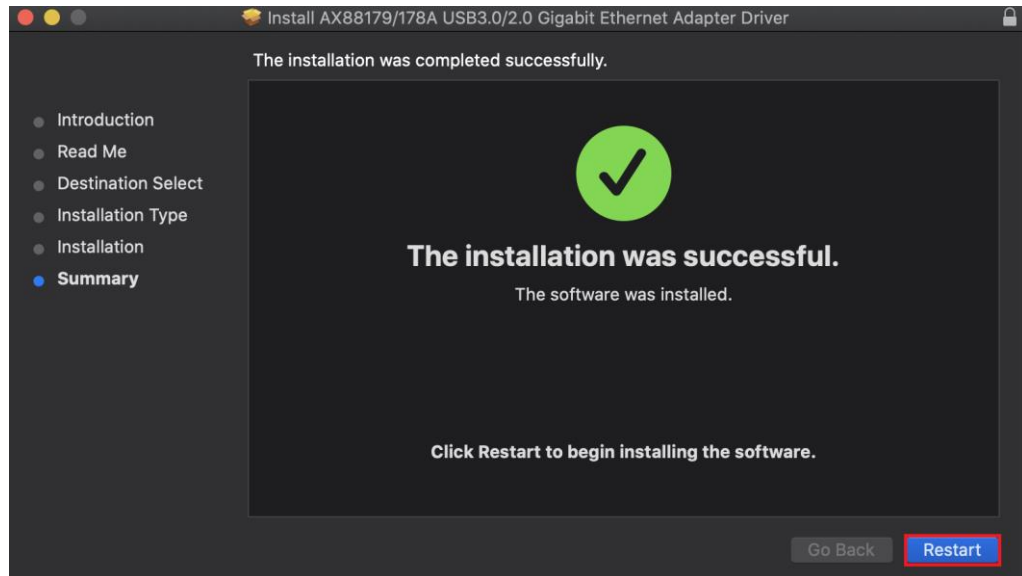 Install AX88179/178A USB3.0/2.0 Gigabit Ethernet Adapter Driver
The installation was completed successfully.
Introduction
Read Me
Destination Select
Installation Type
Installation
Summary
The installation was successful.
The software was installed.
Click Restart to begin installing the software.
Go Back
Restart